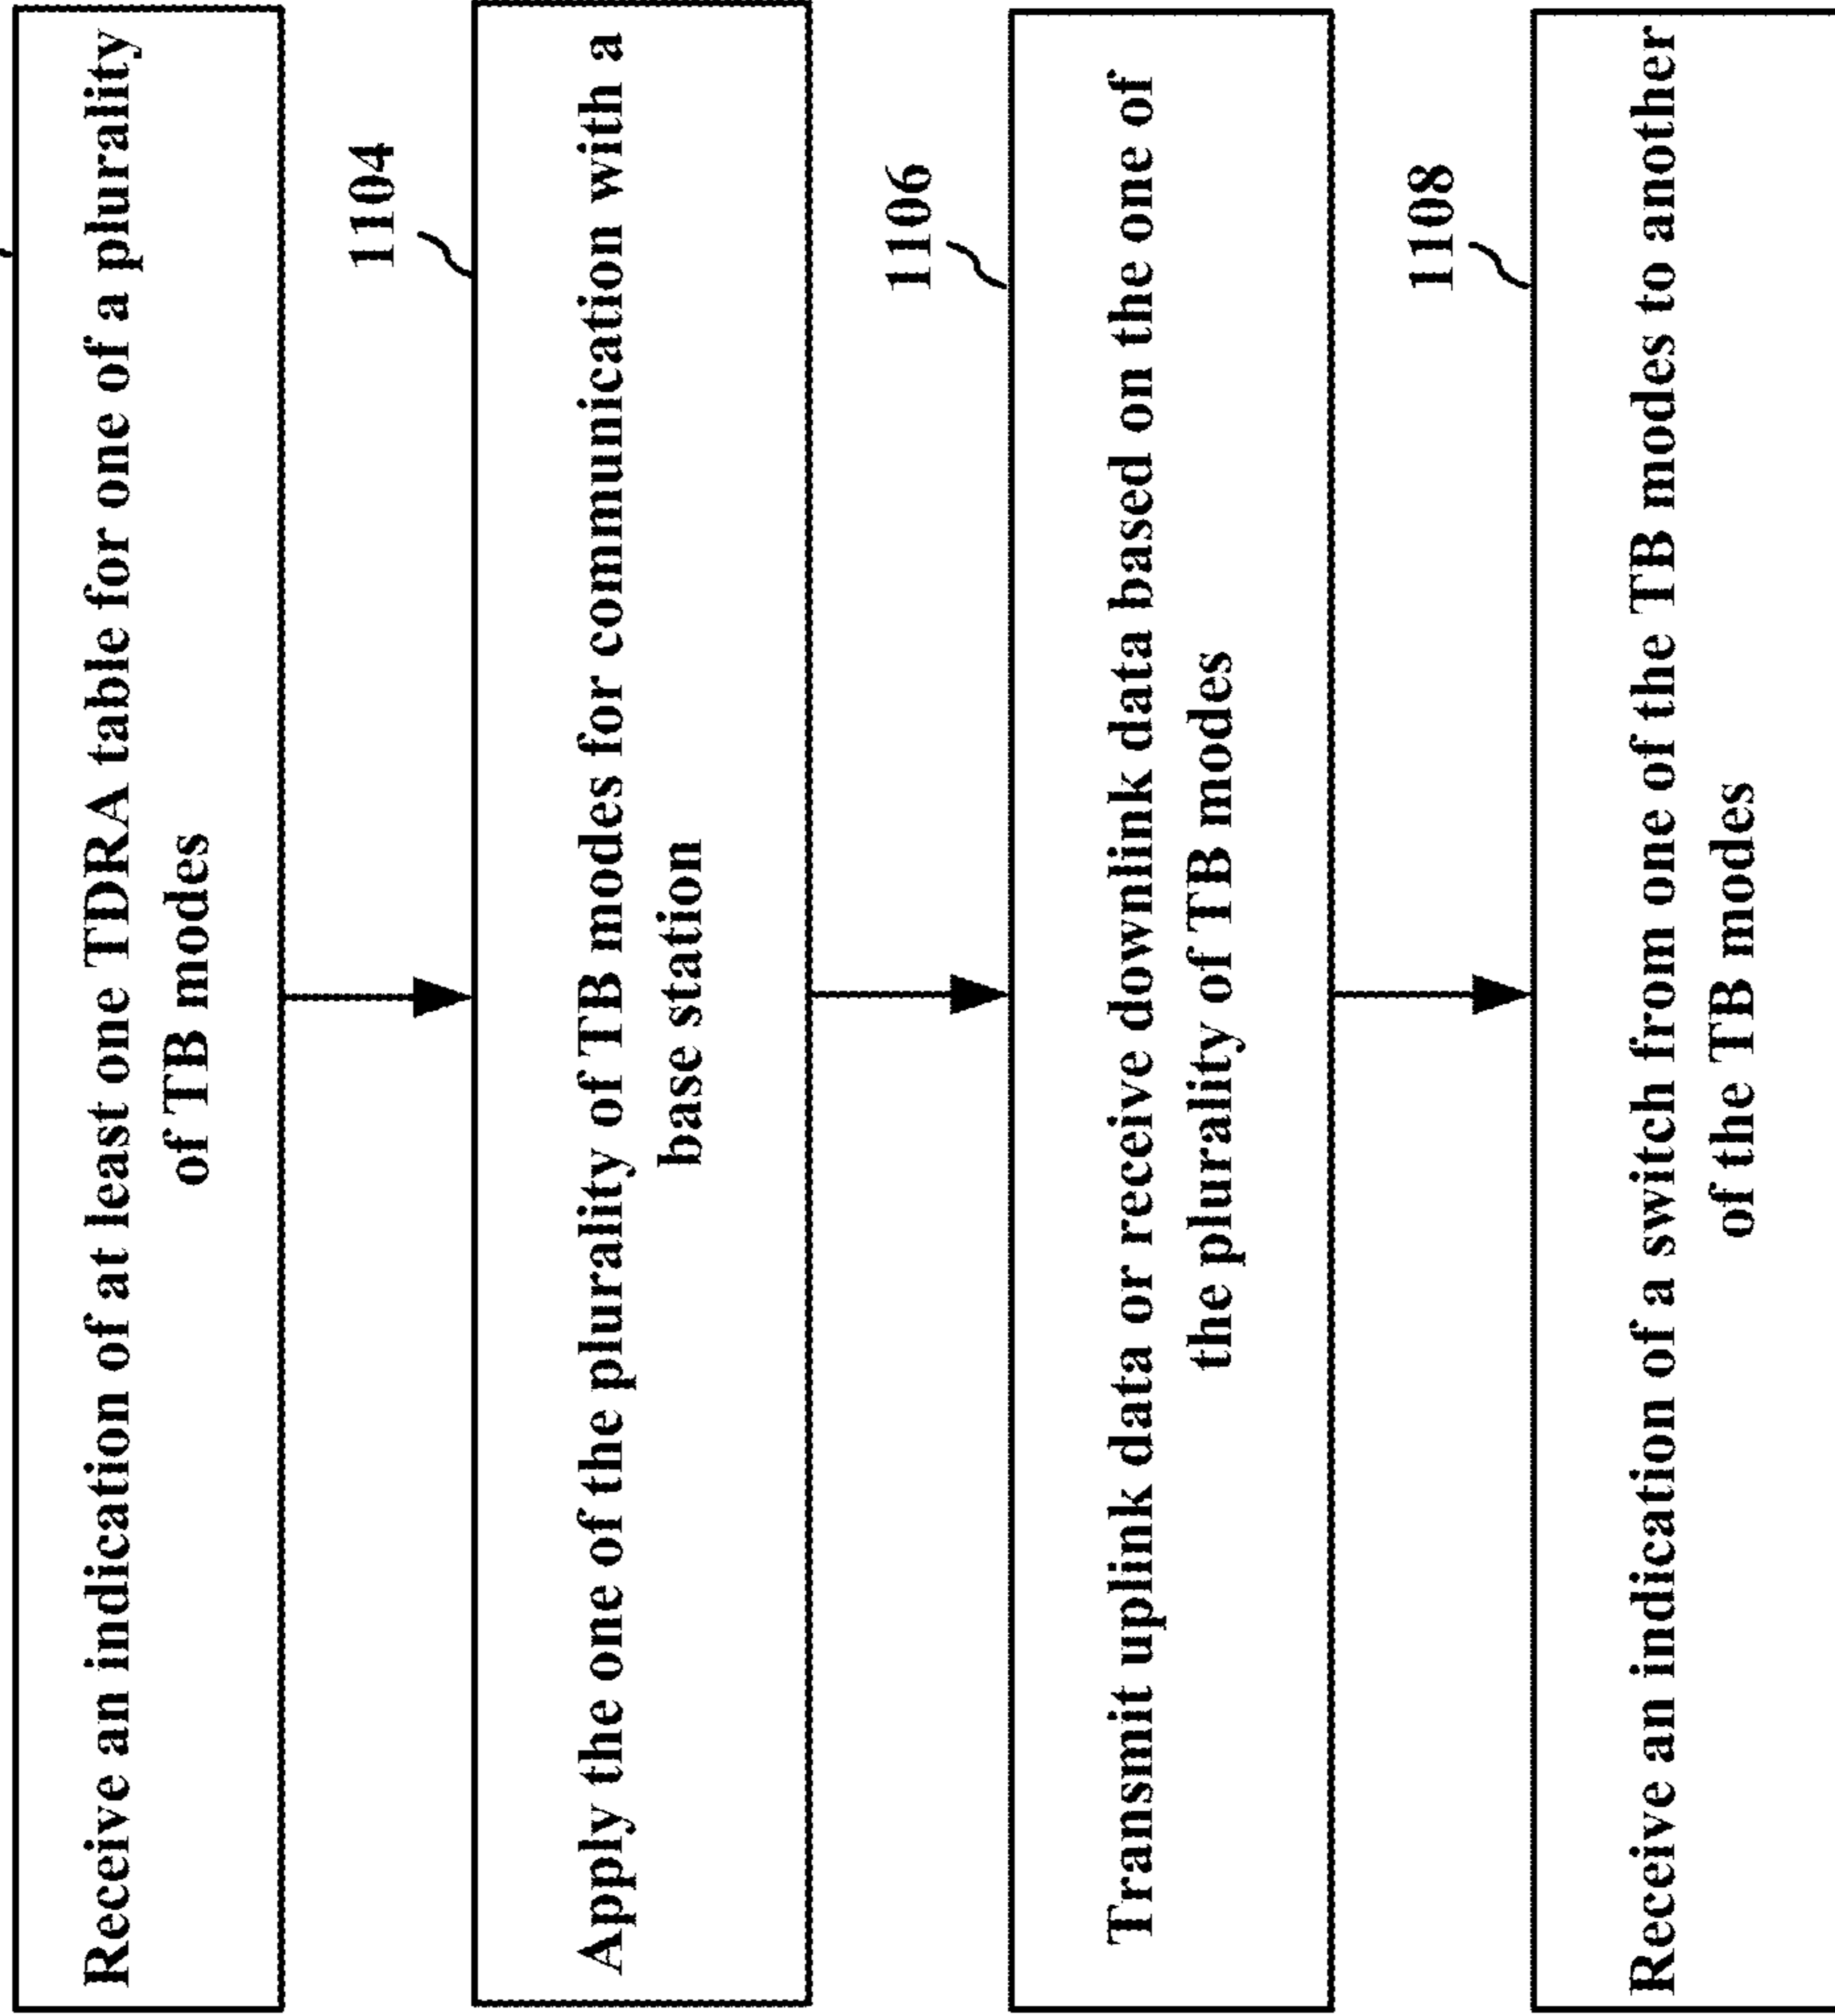 Receive an indication of at least one TDRA table for one of a plurality
of TB modes
1104
Apply the one of the plurality of TB modes for communication with a
base station
1106
Transmit uplink data or receive downlink data based on the one of
the plurality of TB modes
1108
Receive an indication of a switch from one of the TB modes to another
of the TB modes